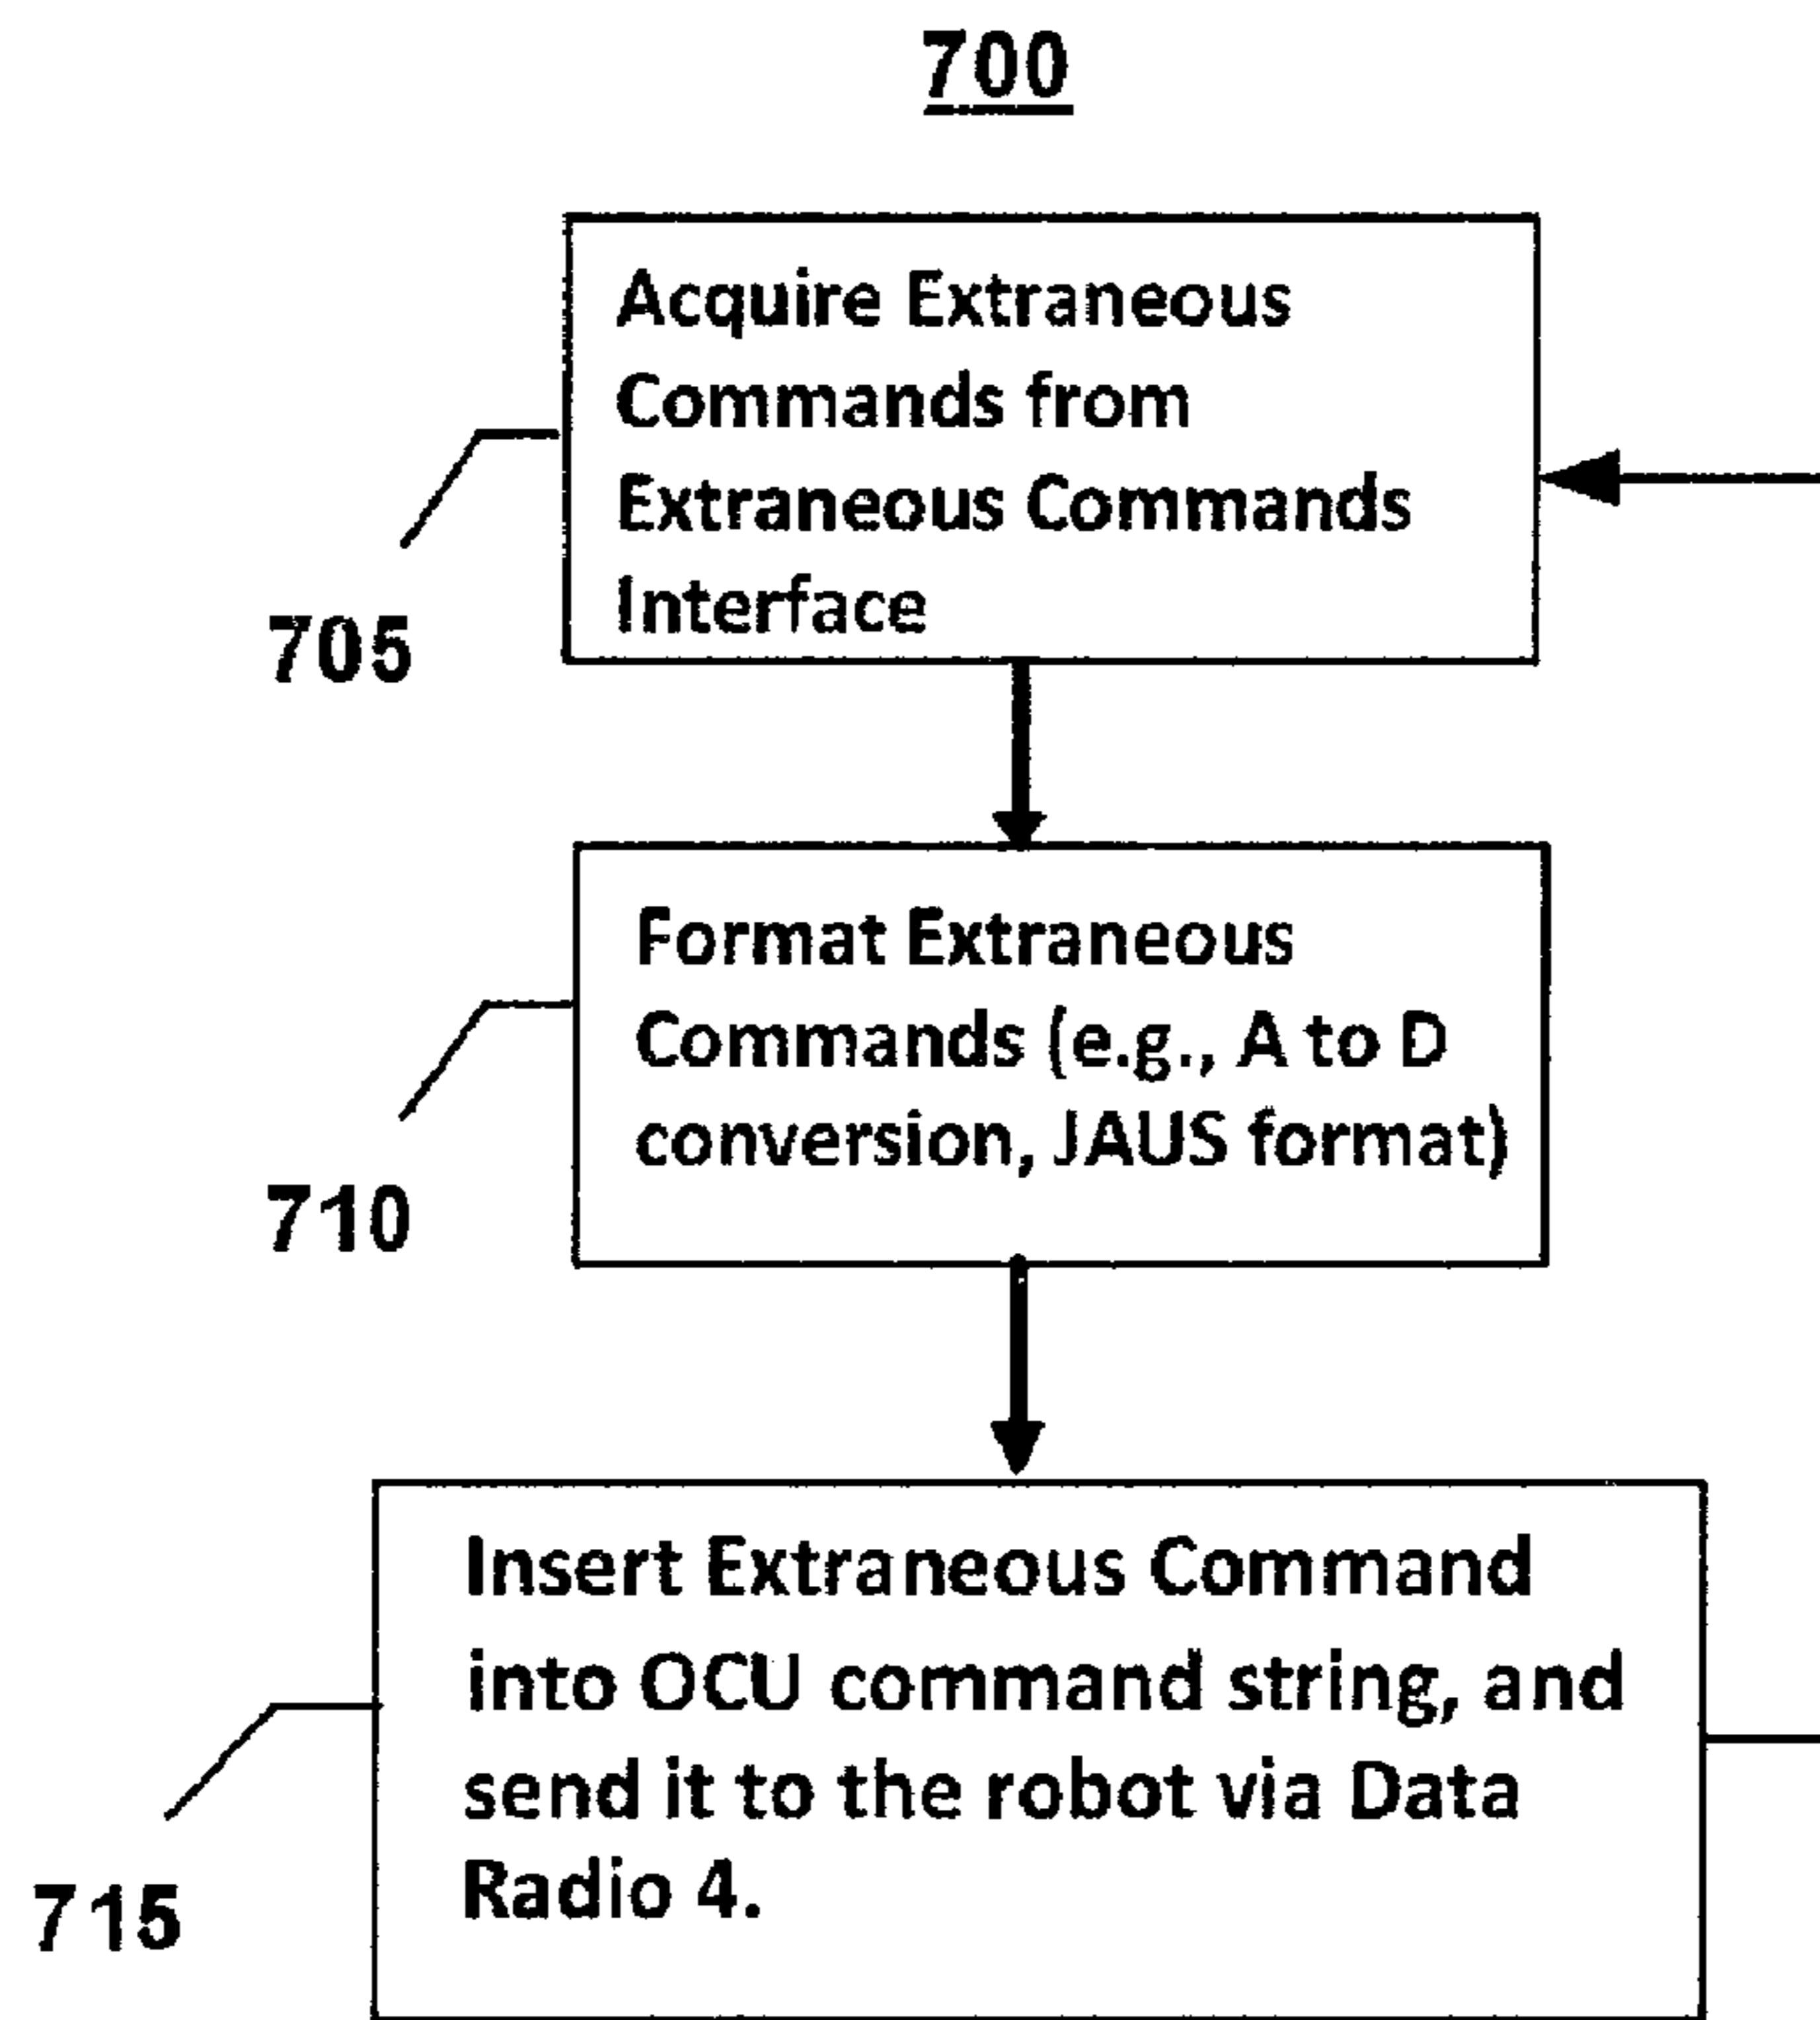 700
Acquire Extraneous
Commands from
Extraneous Commands
Interface
705
Format Extraneous
Commands (e.g., A to D
conversion, JAUS format)
710
Insert Extraneous Command
into OCU command string, and
send it to the robot via Data
Radio 4.
715